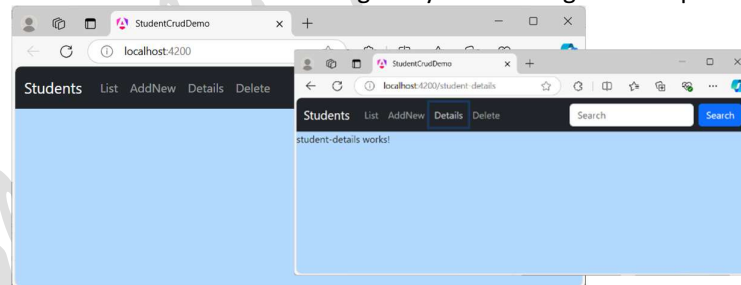 StudentCrudDemo
localhost:4200
Students List AddNew Details Delete
StudentCrudDemo
localhost:4200/student-details
Students List AddNew Details Delete Search Search
student-details works!